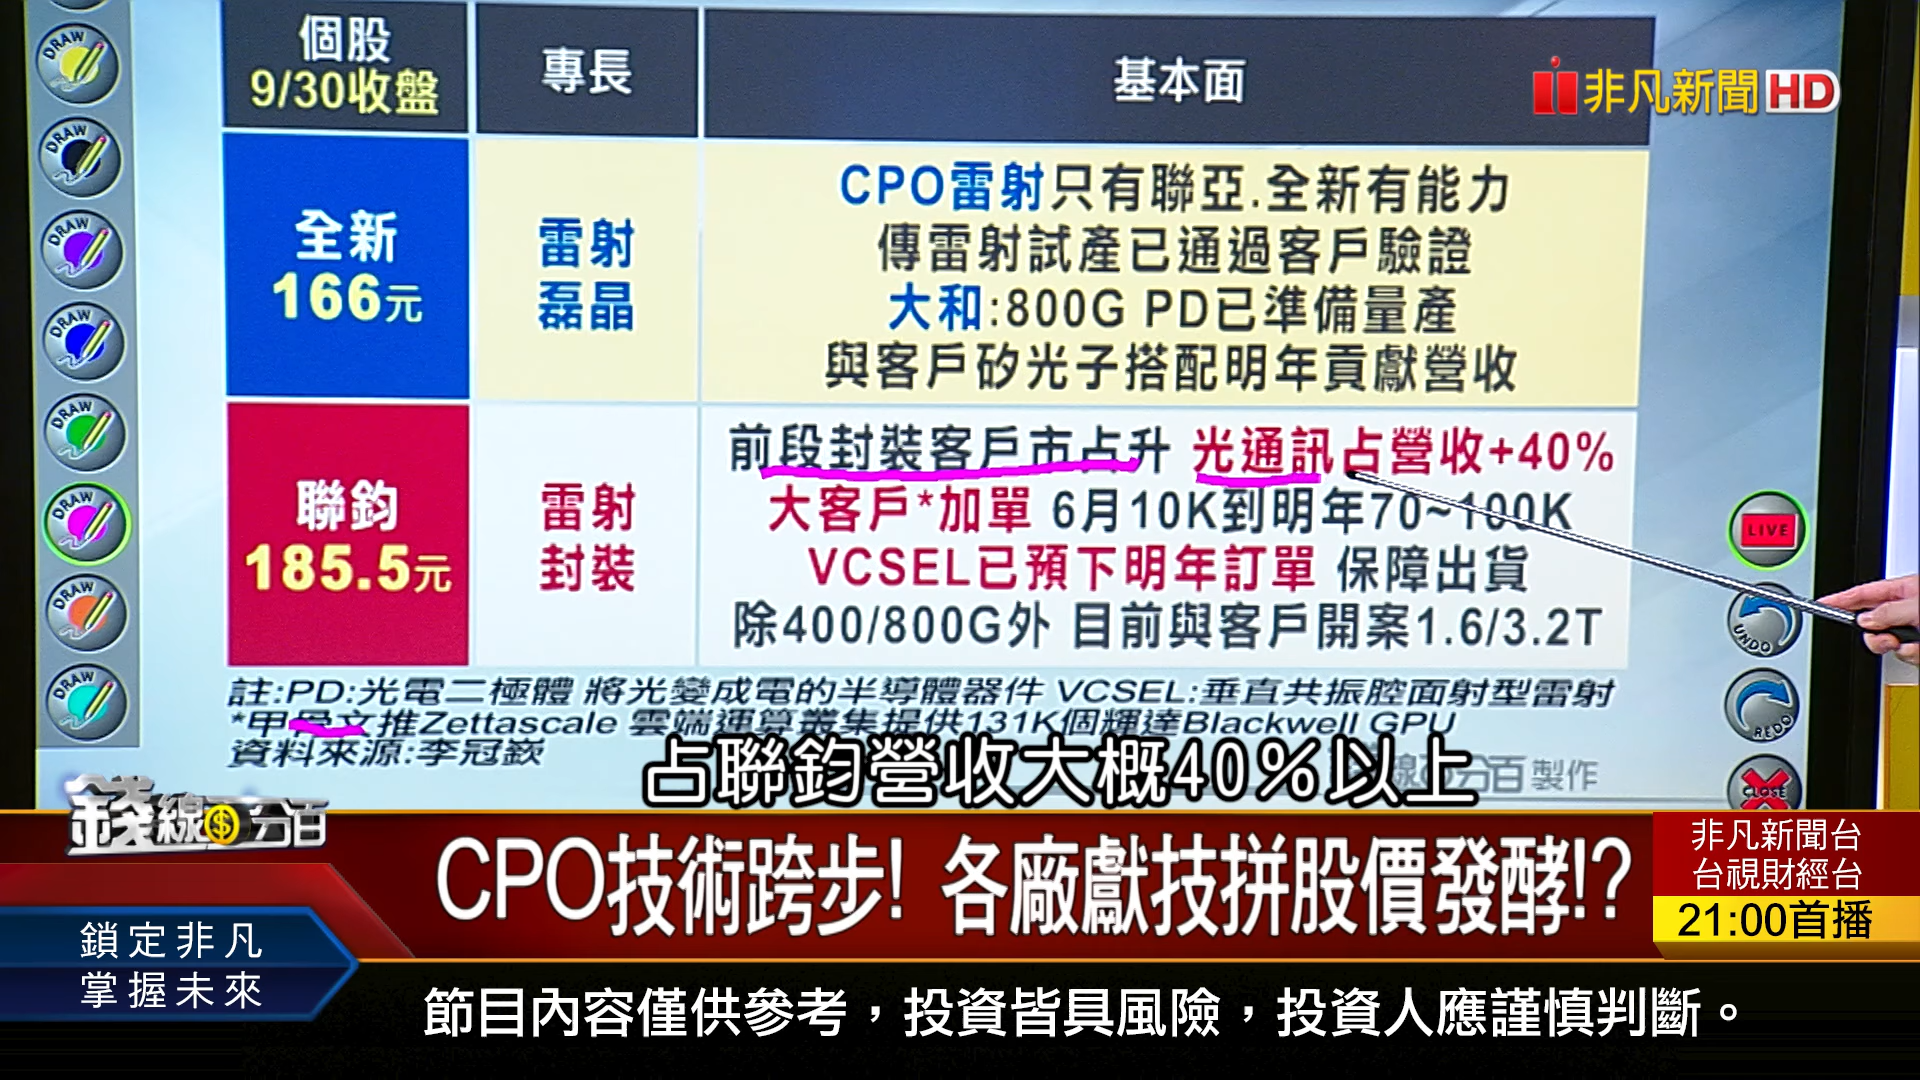 個股
9/30收盤
專長
基本面
非凡新聞HD
全新
166元
雷射
磊晶
CPO雷射只有聯亞.全新有能力
傳雷射試產已通過客戶驗證
大和:800G PD已準備量產
與客戶矽光子搭配明年貢獻營收
聯鈞
185.5元
雷射
封裝
前段封裝客戶市占升 光通訊占營收+40%
大客戶*加單 6月10K到明年70~100K
VCSEL已預下明年訂單 保障出貨
除400/800G外 目前與客戶開案1.6/3.2T
註:PD:光電二極體 將光變成電的半導體器件 VCSEL:垂直共振腔面射型雷射
*甲骨文推Zettascale 雲端運算叢集提供131K個輝達Blackwell GPU
資料來源:李冠嶔
製作
DRAW
DRAW
DRAW
DRAW
DRAW
DRAW
DRAW
DRAW
LIVE
UNDO
REDO
CLOSE
占聯鈞營收大概40%以上
錢線百分百
CPO技術跨步! 各廠獻技拼股價發酵!?
非凡新聞台
台視財經台
21:00首播
鎖定非凡
掌握未來
節目內容僅供參考，投資皆具風險，投資人應謹慎判斷。